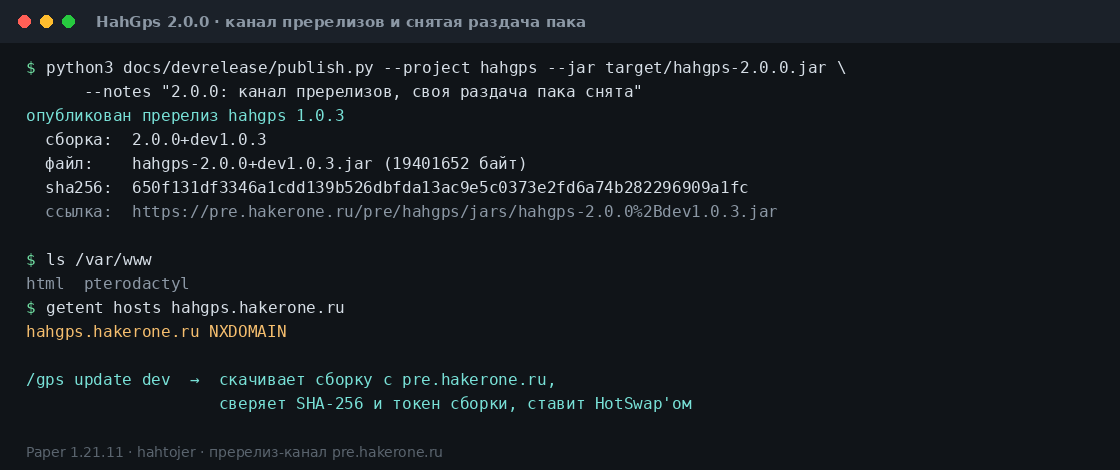 HahGps 2.0.0 · канал пререлизов и снятая раздача пака
$ python3 docs/devrelease/publish.py --project hahgps --jar target/hahgps-2.0.0.jar \
--notes "2.0.0: канал пререлизов, своя раздача пака снята"
опубликован пререлиз hahgps 1.0.3
сборка: 2.0.0+dev1.0.3
файл: hahgps-2.0.0+dev1.0.3.jar (19401652 байт)
sha256: 650f131df3346a1cdd139b526dbfda13ac9e5c0373e2fd6a74b282296909a1fc
ссылка: https://pre.hakerone.ru/pre/hahgps/jars/hahgps-2.0.0%2Bdev1.0.3.jar
$ ls /var/www
html pterodactyl
$ getent hosts hahgps.hakerone.ru
hahgps.hakerone.ru NXDOMAIN
/gps update dev → скачивает сборку с pre.hakerone.ru,
сверяет SHA-256 и токен сборки, ставит HotSwap'ом
Paper 1.21.11 · hahtojer · пререлиз-канал pre.hakerone.ru